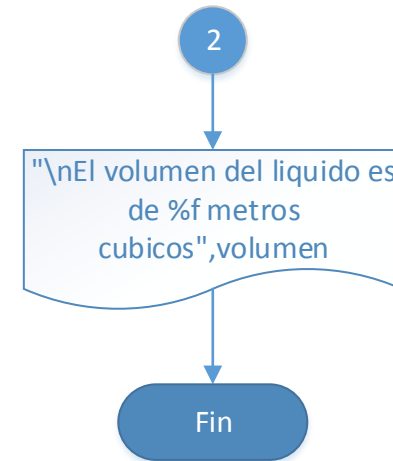 2
"\nEl volumen del liquido es
de %f metros
cubicos",volumen
Fin